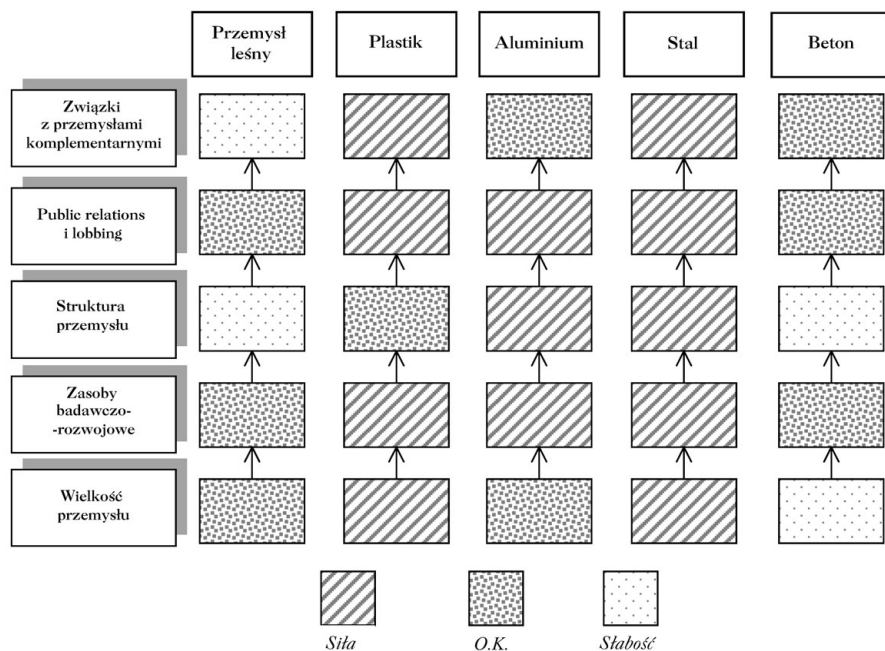 Przemysł
leśny
Plastik
Aluminium
Stal
Beton
Związki
z przemysłami
komplementarnymi
Public relations
i lobbing
Struktura
przemysłu
Zasoby
badawczo-
-rozwojowe
Wielkość
przemysłu
Siła
O.K.
Słabość